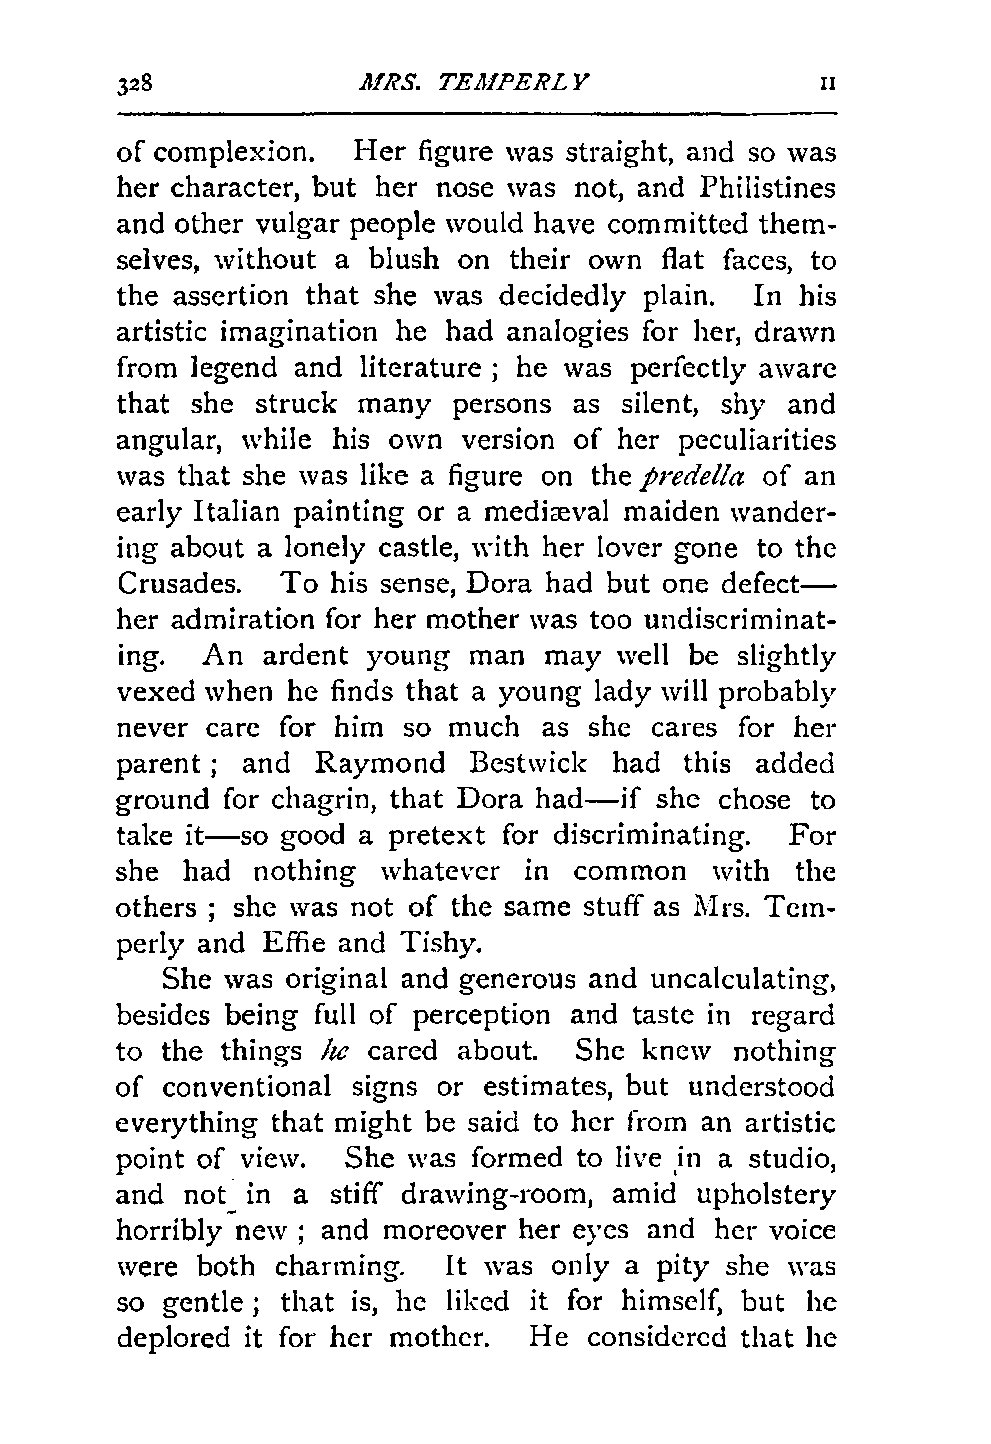 328 MRS. TEMPERLY II
of complexion. Her figure was straight, and so was
her character, but her nose was not, and Philistines
and other vulgar people would have committed them-
selves, without a blush on their own flat faces, to
the assertion that she was decidedly plain. In his
artistic imagination he had analogies for her, drawn
from legend and literature ; he was perfectly aware
that she struck many persons as silent, shy and
angular, while his own version of her peculiarities
was that she was like a figure on the predella of an
early Italian painting or a mediæval maiden wander-
ing about a lonely castle, with her lover gone to the
Crusades. To his sense, Dora had but one defect—
her admiration for her mother was too undiscriminat-
ing. An ardent young man may well be slightly
vexed when he finds that a young lady will probably
never care for him so much as she cares for her
parent ; and Raymond Bestwick had this added
ground for chagrin, that Dora had—if she chose to
take it—so good a pretext for discriminating. For
she had nothing whatever in common with the
others ; she was not of the same stuff as Mrs. Tem-
perly and Effie and Tishy.
She was original and generous and uncalculating,
besides being full of perception and taste in regard
to the things he cared about. She knew nothing
of conventional signs or estimates, but understood
everything that might be said to her from an artistic
point of view. She was formed to live in a studio,
and not in a stiff drawing-room, amid upholstery
horribly new ; and moreover her eyes and her voice
were both charming. It was only a pity she was
so gentle ; that is, he liked it for himself, but he
deplored it for her mother. He considered that he